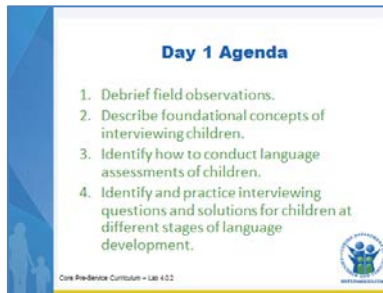 Day 1 Agenda
1. Debrief field observations.
2. Describe foundational concepts of
interviewing children.
3. Identify how to conduct language
assessments of children.
4. Identify and practice interviewing
questions and solutions for children at
different stages of language
development.
Core Pre-Service Curriculum – Lab 4.0.2